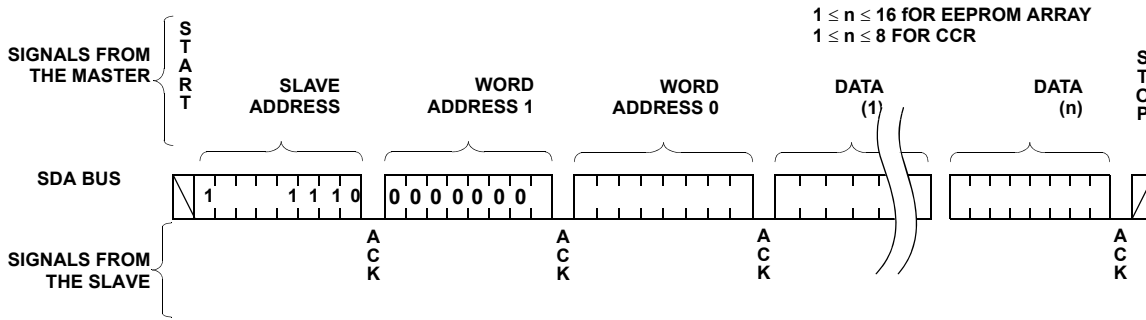 1 ≤ n ≤ 16 fOR EEPROM ARRAY
1 ≤ n ≤ 8 FOR CCR
SIGNALS FROM
THE MASTER
START
SLAVE
ADDRESS
WORD
ADDRESS 1
WORD
ADDRESS 0
DATA
(1)
DATA
(n)
STOP
SDA BUS
1 1 1 1 0
0 0 0 0 0 0 0
SIGNALS FROM
THE SLAVE
ACK
ACK
ACK
ACK